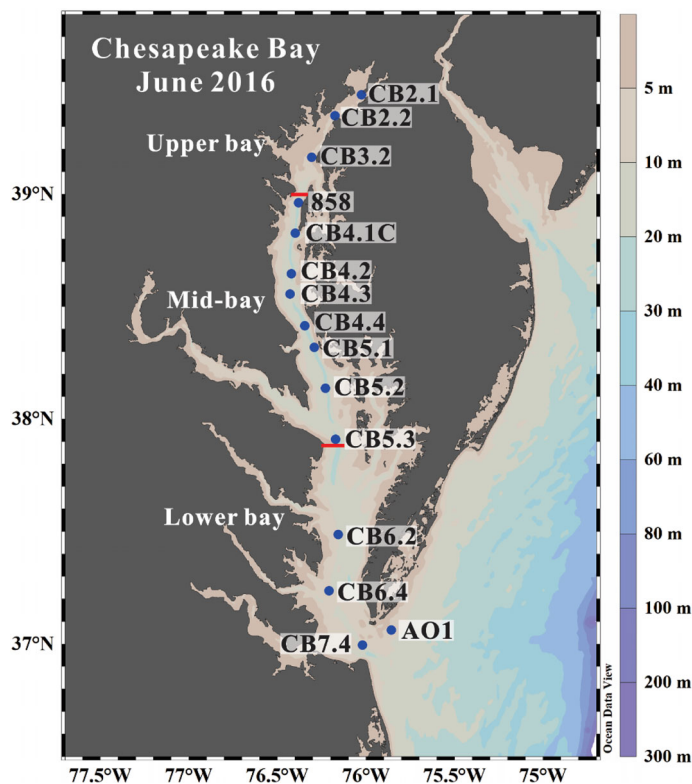 Chesapeake Bay
June 2016
CB2.1
CB2.2
Upper bay
CB3.2
39°N
858
CB4.1C
CB4.2
Mid-bay
CB4.3
CB4.4
CB5.1
CB5.2
38°N
CB5.3
Lower bay
CB6.2
CB6.4
AO1
37°N
CB7.4
77.5°W
77°W
76.5°W
76°W
75.5°W
75°W
5 m
10 m
20 m
30 m
40 m
60 m
80 m
100 m
200 m
300 m
Ocean Data View